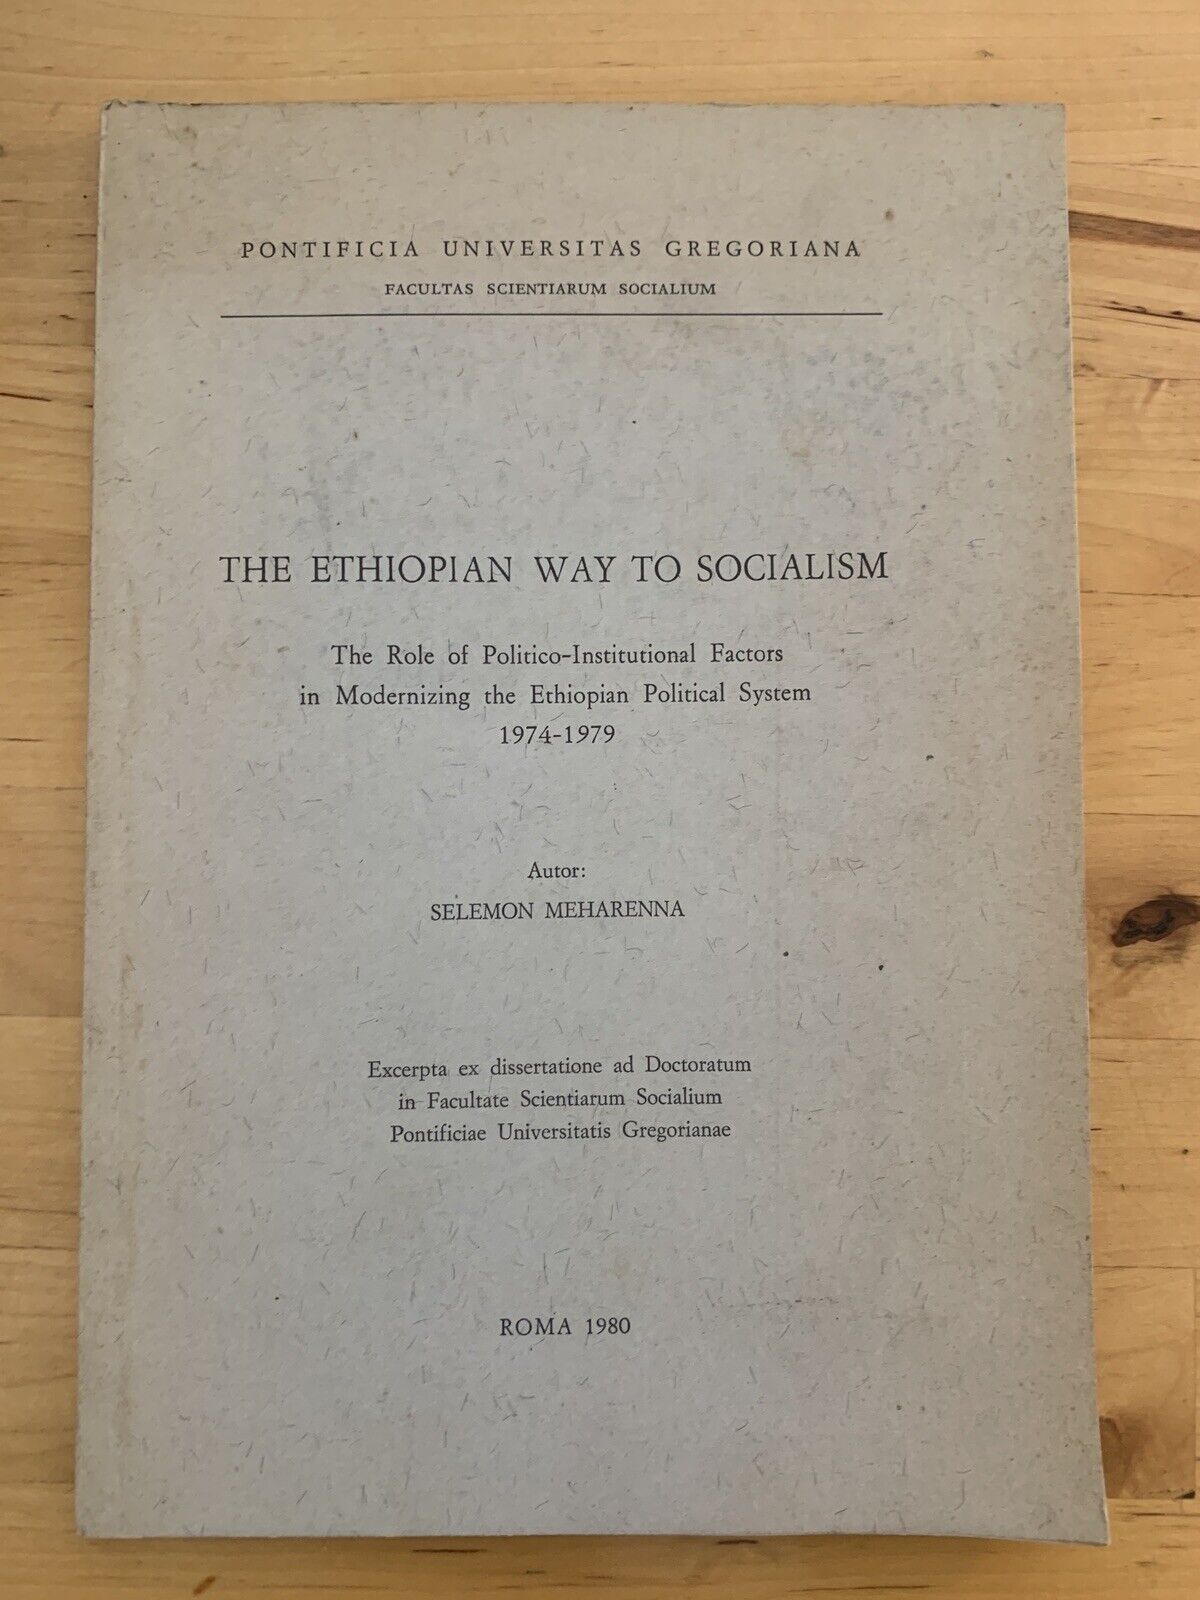 PONTIFICIA UNIVERSITAS GREGORIANA
FACULTAS SCIENTIARUM SOCIALIUM
THE ETHIOPIAN WAY TO SOCIALISM
The Role of Politico-Institutional Factors
in Modernizing the Ethiopian Political System
1974-1979
Autor:
SELEMON MEHARENNA
Excerpta ex dissertatione ad Doctoratum
in Facultate Scientiarum Socialium
Pontificiae Universitatis Gregorianae
ROMA 1980